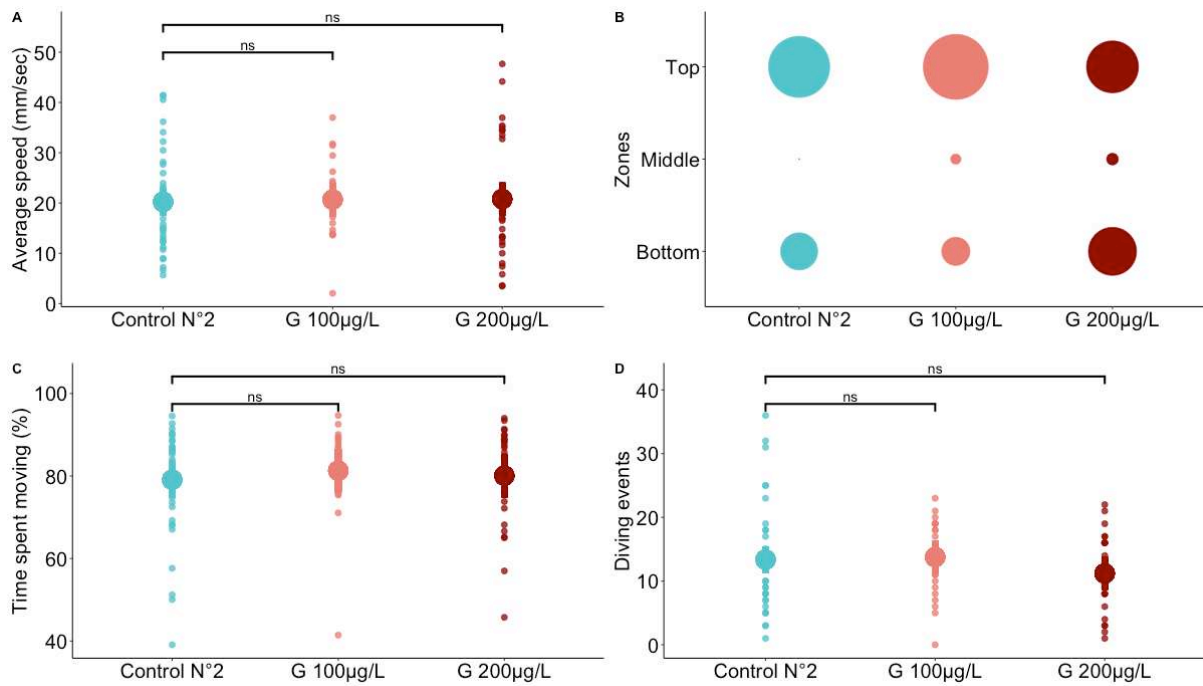 A
ns
ns
Average speed (mm/sec)
50
40
30
20
10
0
Control N°2
G 100µg/L
G 200µg/L
B
Zones
Top
Middle
Bottom
Control N°2
G 100µg/L
G 200µg/L
C
ns
ns
Time spent moving (%)
100
80
60
40
Control N°2
G 100µg/L
G 200µg/L
D
ns
ns
Diving events
40
30
20
10
0
Control N°2
G 100µg/L
G 200µg/L